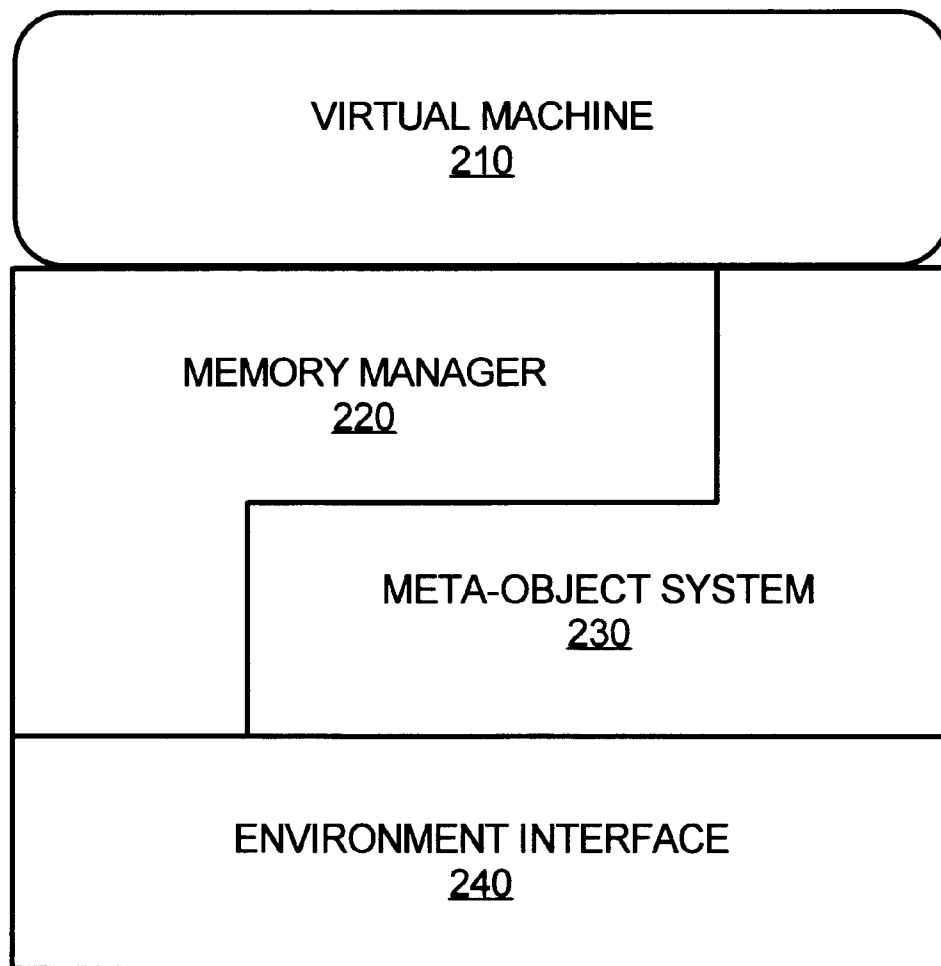 VIRTUAL MACHINE
210
MEMORY MANAGER
220
META-OBJECT SYSTEM
230
ENVIRONMENT INTERFACE
240